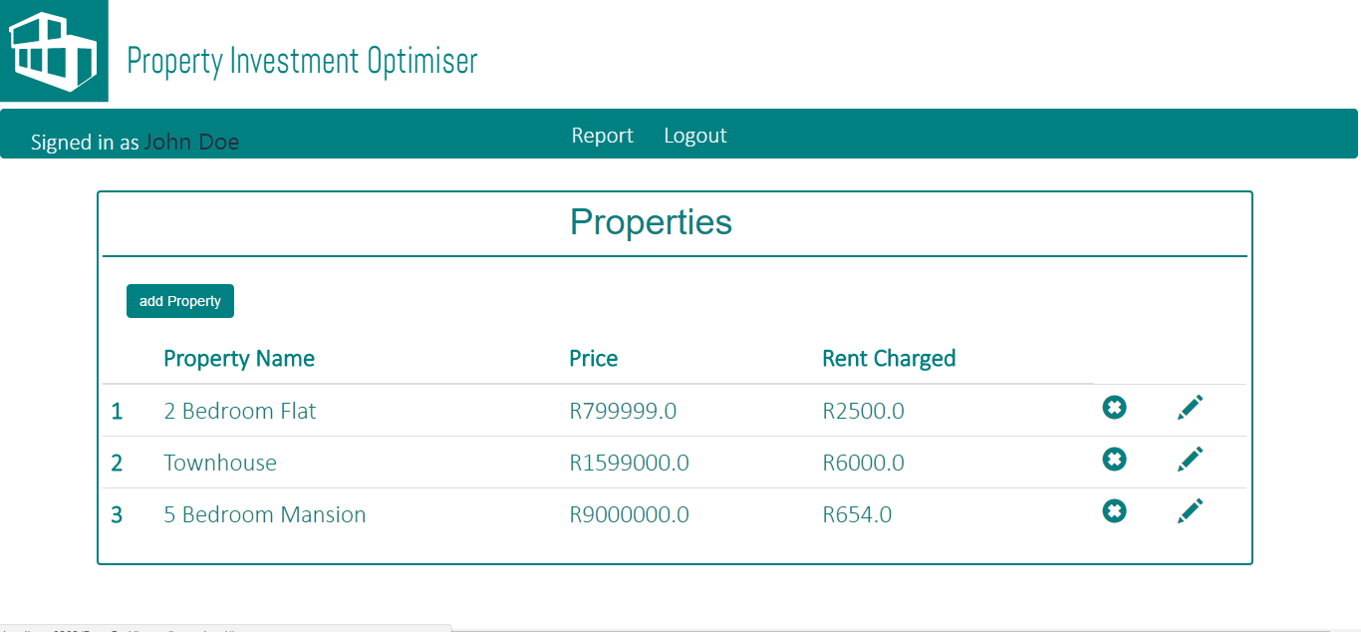 Property Investment Optimiser
Signed in as John Doe Report Logout
Properties
add Property
Property Name Price Rent Charged
1 2 Bedroom Flat R799999.0 R2500.0
2 Townhouse R1599000.0 R6000.0
3 5 Bedroom Mansion R9000000.0 R654.0